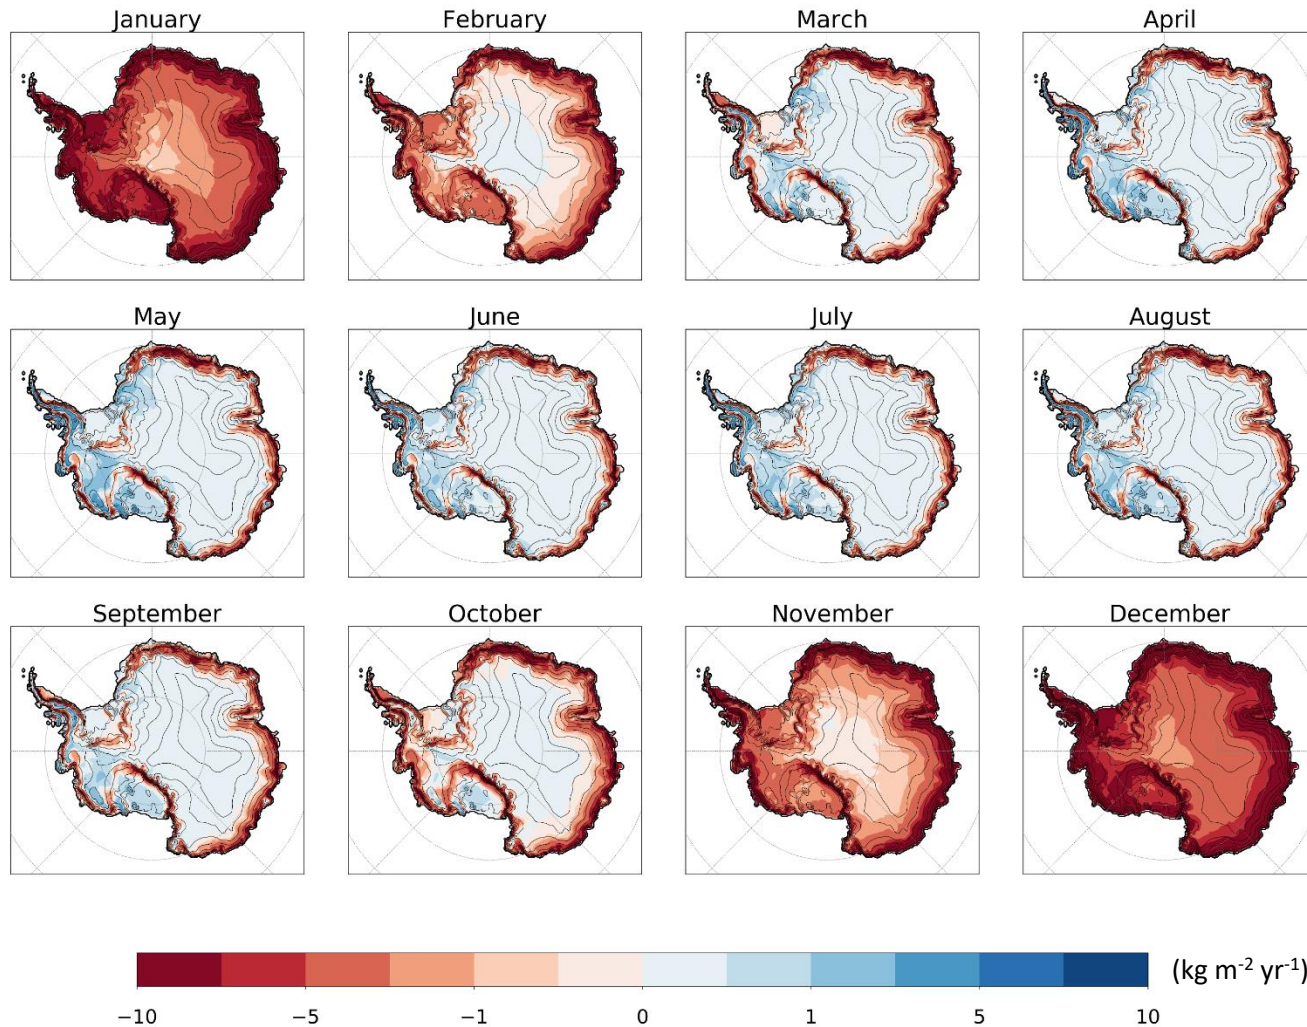 January February March April
May June July August
September October November December
(kg m⁻² yr⁻¹)
−10 −5 −1 0 1 5 10